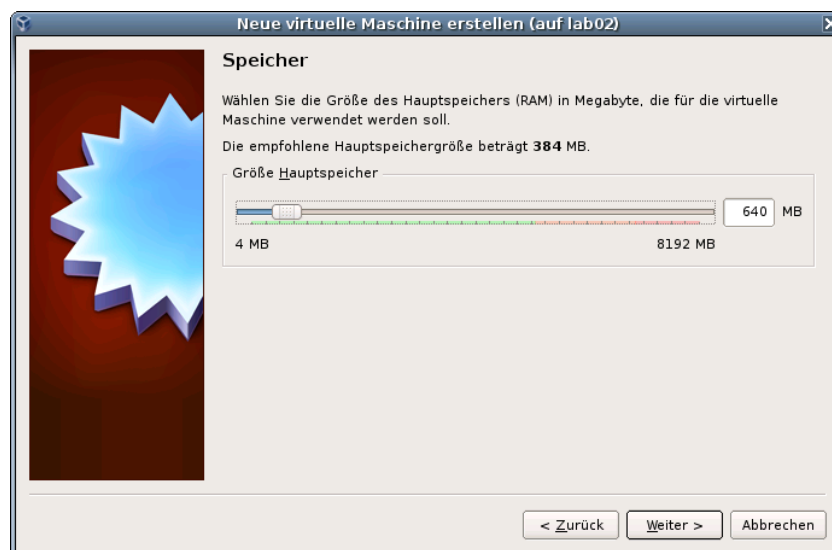 Neue virtuelle Maschine erstellen (auf lab02)
Speicher
Wählen Sie die Größe des Hauptspeichers (RAM) in Megabyte, die für die virtuelle
Maschine verwendet werden soll.
Die empfohlene Hauptspeichergröße beträgt 384 MB.
Größe Hauptspeicher
640 MB
4 MB 8192 MB
< Zurück Weiter > Abbrechen